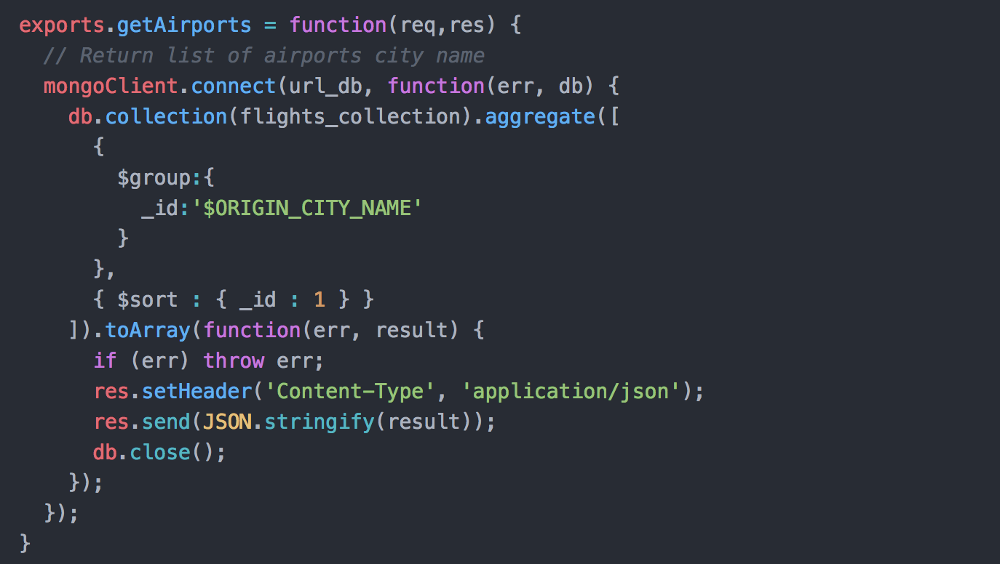 exports.getAirports = function(req,res) {
  // Return list of airports city name
  mongoClient.connect(url_db, function(err, db) {
    db.collection(flights_collection).aggregate([
      {
        $group:{
          _id:'$ORIGIN_CITY_NAME'
        }
      },
      { $sort : { _id : 1 } }
    ]).toArray(function(err, result) {
      if (err) throw err;
      res.setHeader('Content-Type', 'application/json');
      res.send(JSON.stringify(result));
      db.close();
    });
  });
}